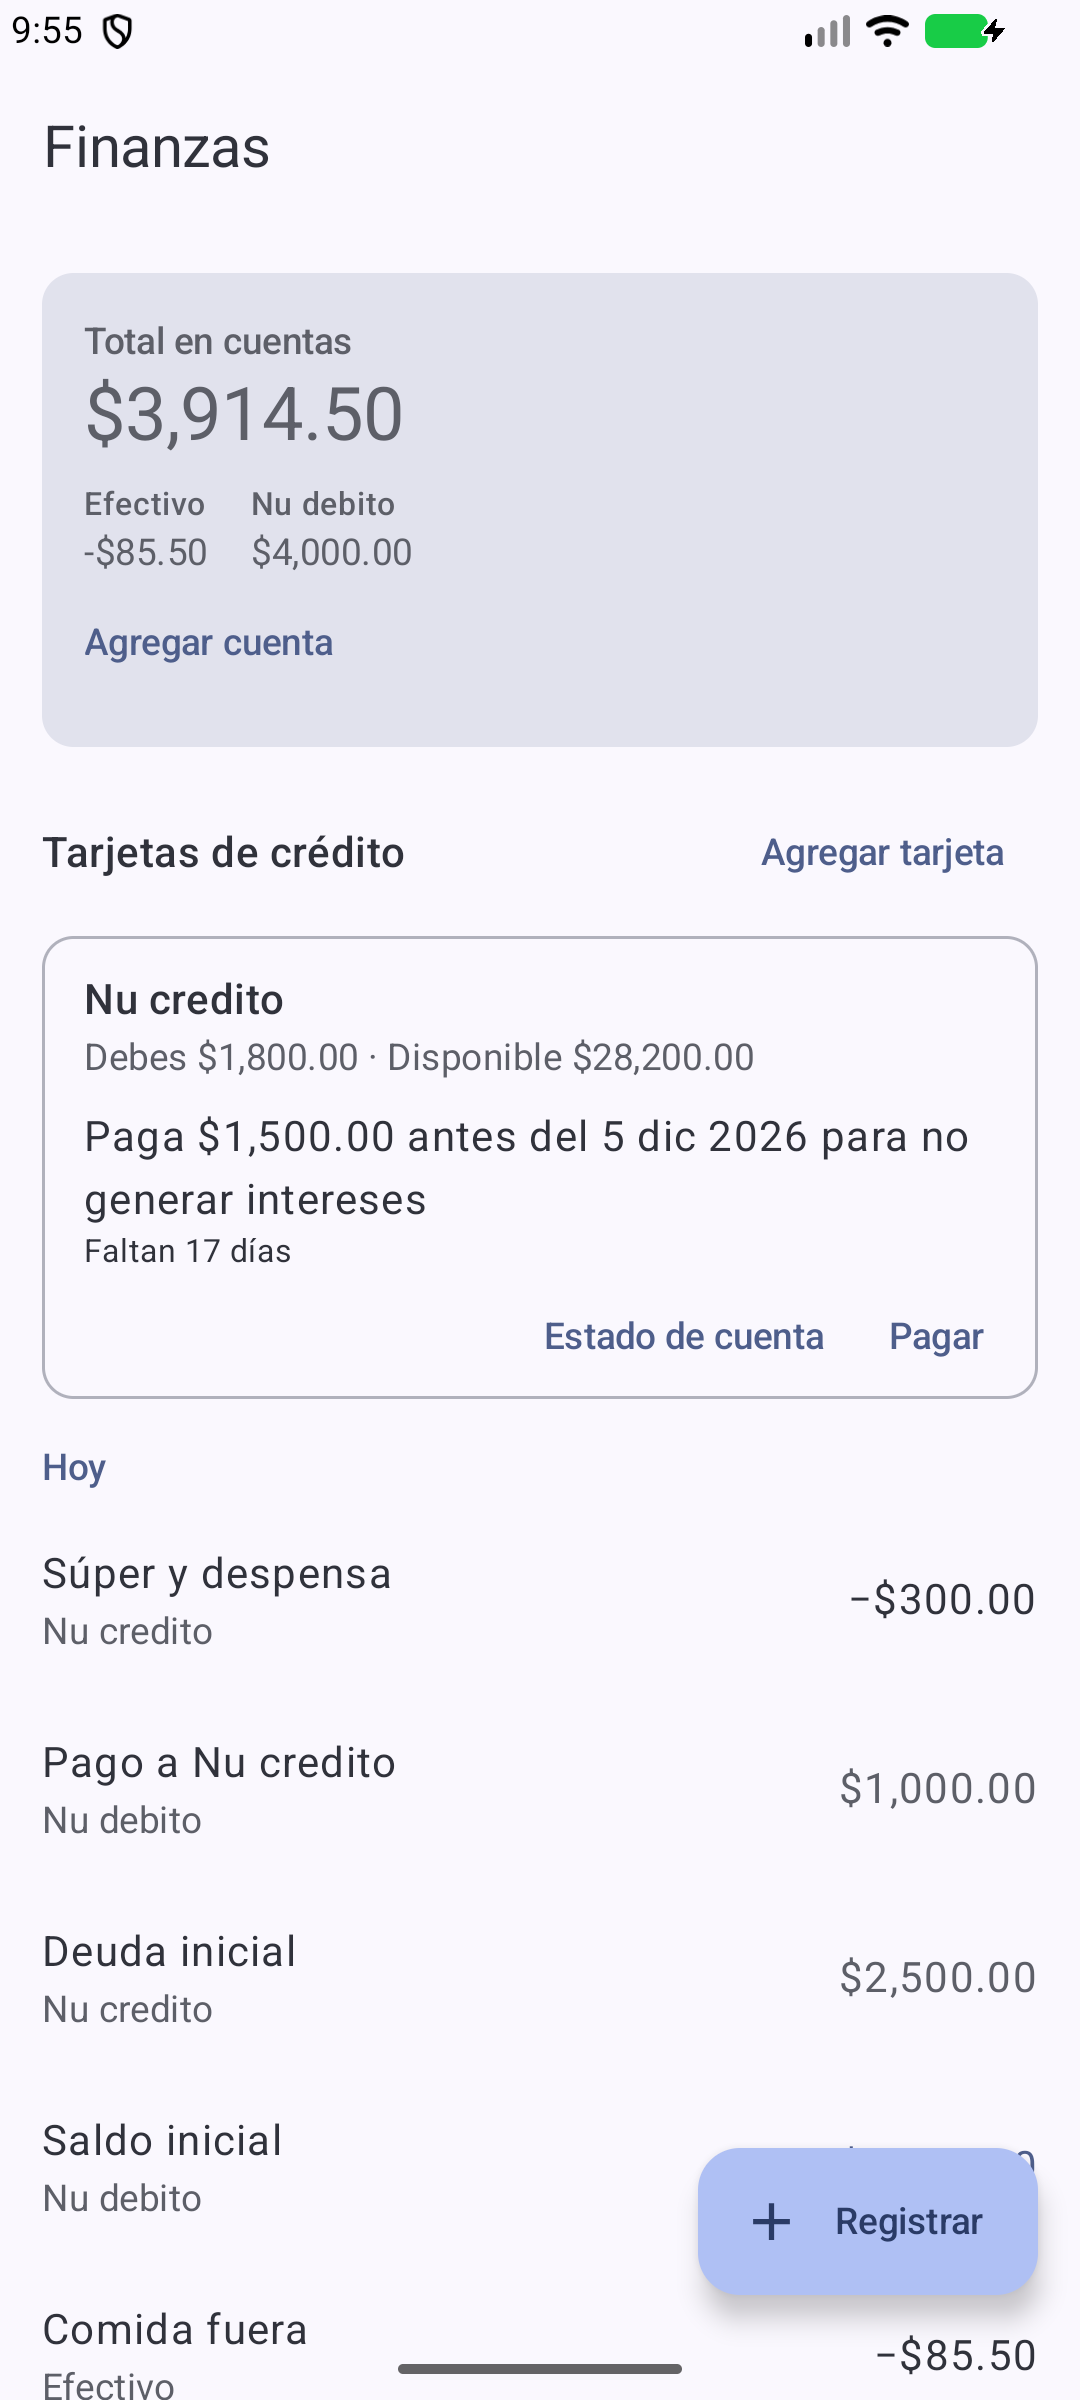 9:55
Finanzas
Total en cuentas
$3,914.50
Efectivo Nu debito
-$85.50 $4,000.00
Agregar cuenta
Tarjetas de crédito Agregar tarjeta
Nu credito
Debes $1,800.00 · Disponible $28,200.00
Paga $1,500.00 antes del 5 dic 2026 para no
generar intereses
Faltan 17 días
Estado de cuenta Pagar
Hoy
Súper y despensa
−$300.00
Nu credito
Pago a Nu credito
$1,000.00
Nu debito
Deuda inicial
$2,500.00
Nu credito
Saldo inicial
Nu debito
+ Registrar
Comida fuera
−$85.50
Efectivo